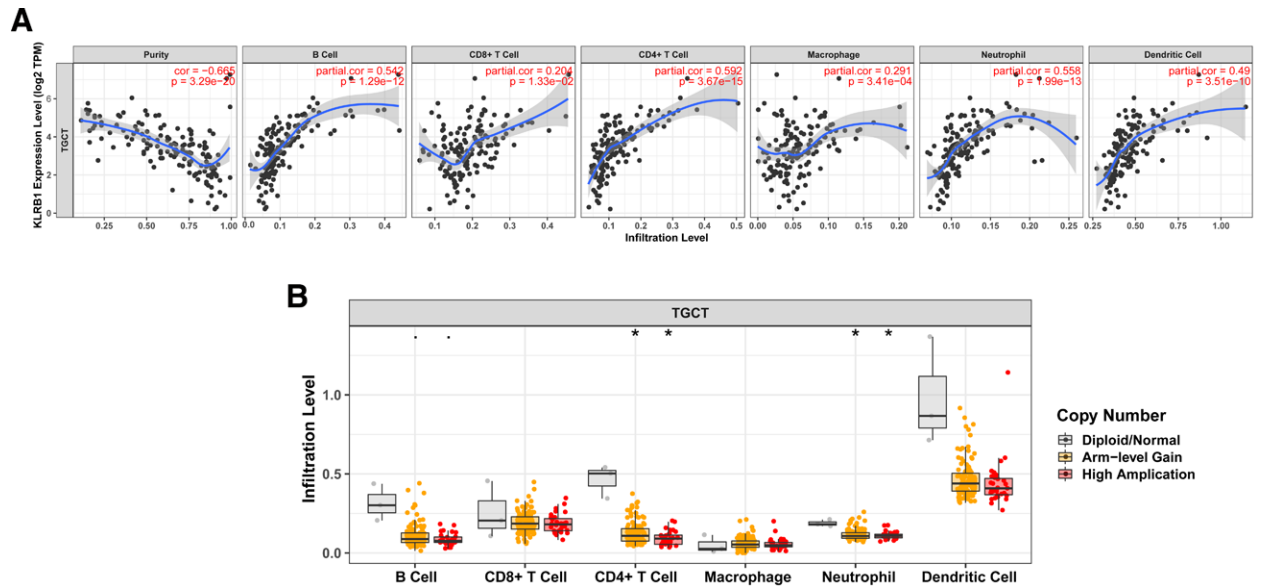 A
Purity
B Cell
CD8+ T Cell
CD4+ T Cell
Macrophage
Neutrophil
Dendritic Cell
KLRB1 Expression Level (log2 TPM)
TGCT
cor = −0.665
p = 3.29e−20
partial.cor = 0.542
p = 1.29e−12
partial.cor = 0.204
p = 1.33e−02
partial.cor = 0.592
p = 3.67e−15
partial.cor = 0.291
p = 3.41e−04
partial.cor = 0.558
p = 1.99e−13
partial.cor = 0.49
p = 3.51e−10
6
4
2
0
0.25 0.50 0.75 1.00
0.0 0.1 0.2 0.3 0.4
0.1 0.2 0.3 0.4
0.1 0.2 0.3 0.4 0.5
0.00 0.05 0.10 0.15 0.20
0.10 0.15 0.20 0.25
0.25 0.50 0.75 1.00
Infiltration Level
B
TGCT
. . * * * *
Infiltration Level
1.0
0.5
0.0
B Cell
CD8+ T Cell
CD4+ T Cell
Macrophage
Neutrophil
Dendritic Cell
Copy Number
Diploid/Normal
Arm−level Gain
High Amplication